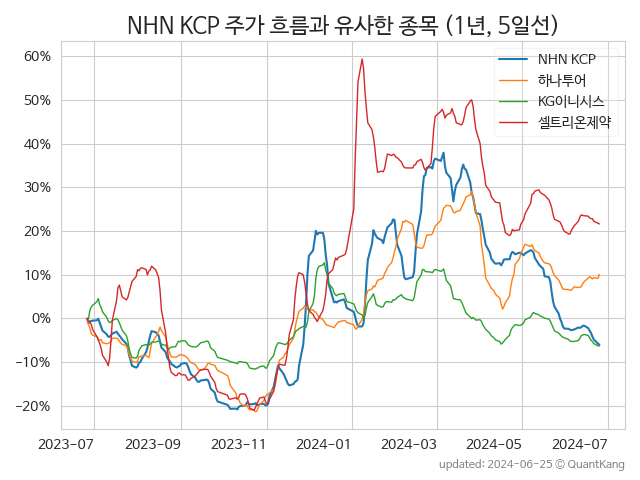 NHN KCP 주가 흐름과 유사한 종목 (1년, 5일선)
60%
50%
40%
30%
20%
10%
0%
−10%
−20%
NHN KCP
하나투어
KG이니시스
셀트리온제약
2023-07
2023-09
2023-11
2024-01
2024-03
2024-05
2024-07
updated: 2024-06-25 © QuantKang